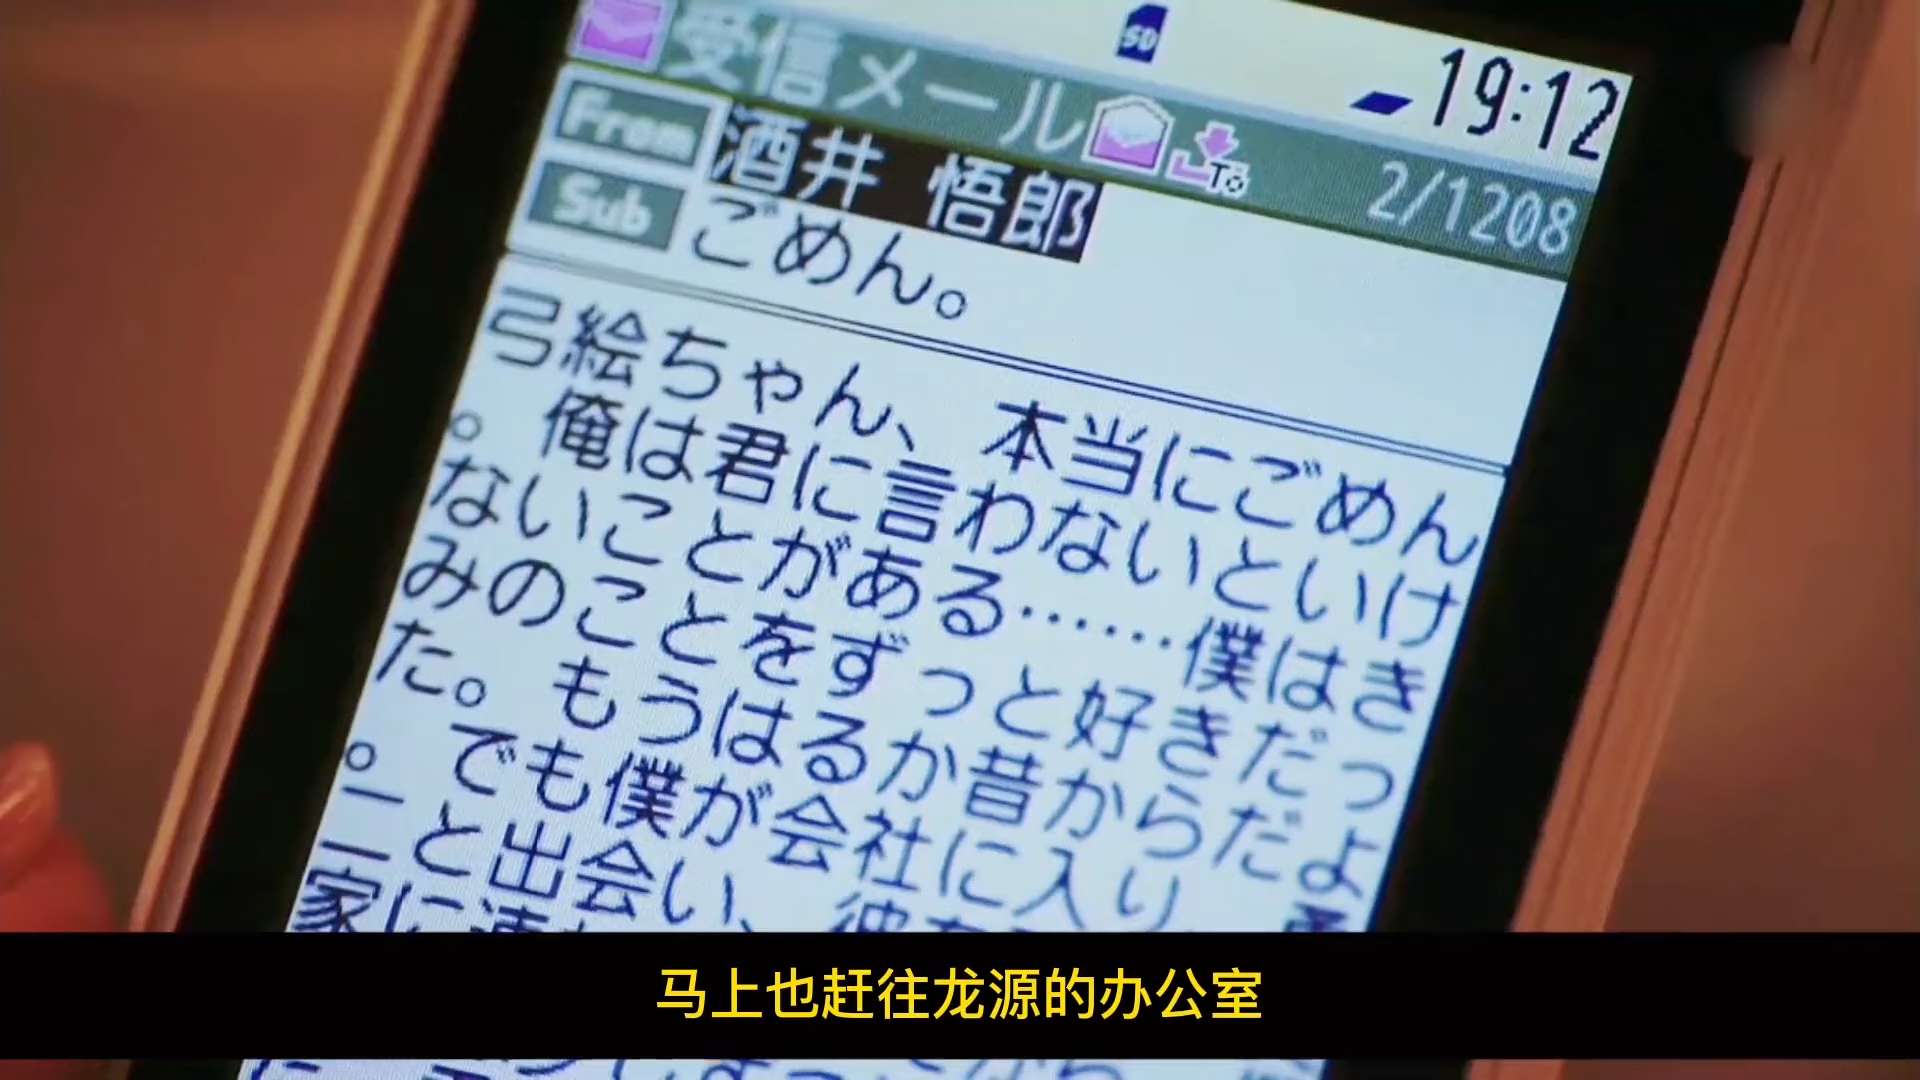 19:12
受信メール To 2/1208
From 酒井 悟郎
Sub ごめん。
弓絵ちゃん、本当にごめん
。俺は君に言わないといけ
ないことがある……僕はき
みのことをずっと好きだっ
た。もうはるか昔からだよ
。でも僕が会社に入り、
二と出会い、彼
家に連
马上也赶往龙源的办公室